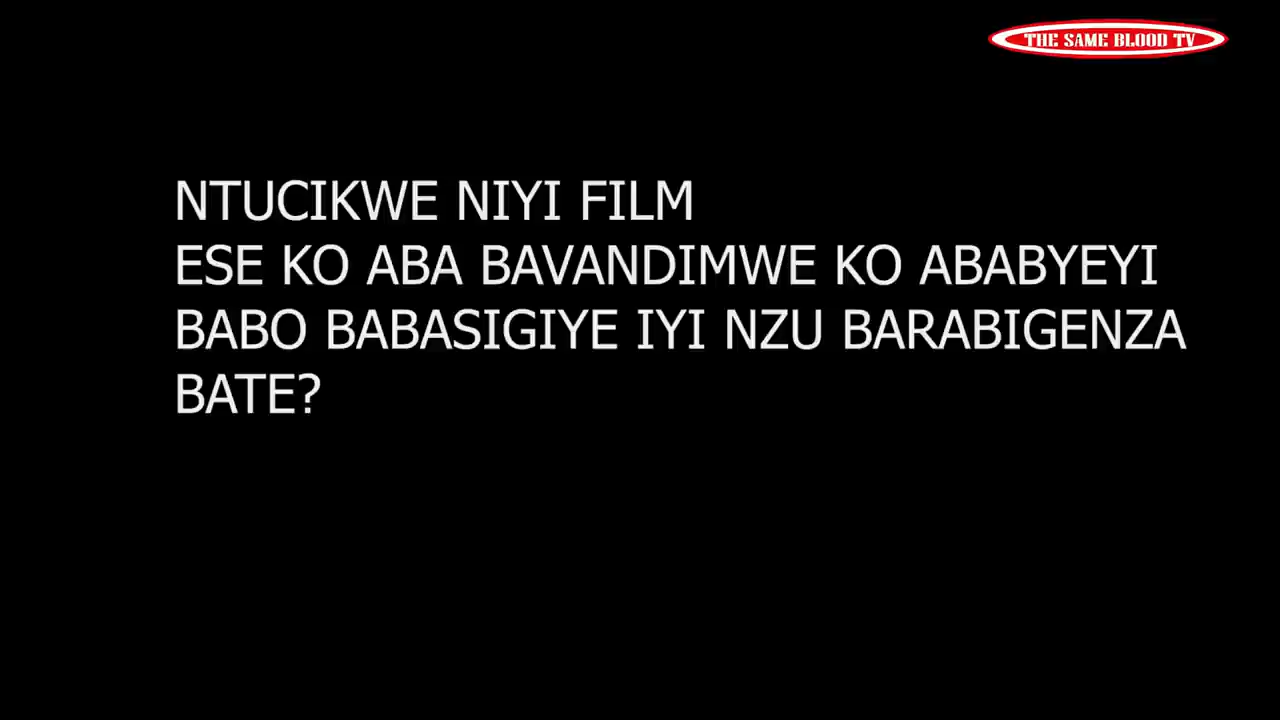 THE SAME BLOOD TV
NTUCIKWE NIYI FILM
ESE KO ABA BAVANDIMWE KO ABABYEYI
BABO BABASIGIYE IYI NZU BARABIGENZA
BATE?